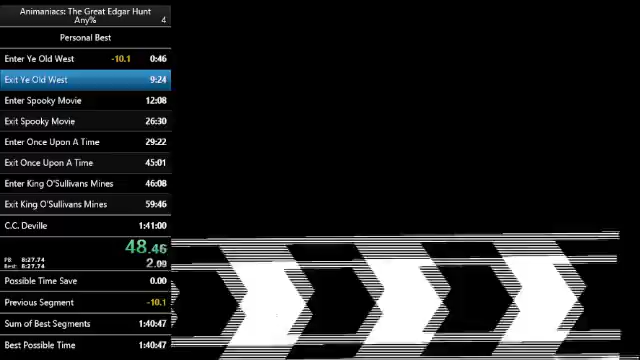 Animaniacs: The Great Edgar Hunt
Any% 4
Personal Best
Enter Ye Old West -10.1 0:46
Exit Ye Old West 9:24
Enter Spooky Movie 12:08
Exit Spooky Movie 26:30
Enter Once Upon A Time 29:22
Exit Once Upon A Time 45:01
Enter King O'Sullivans Mines 46:08
Exit King O'Sullivans Mines 59:46
C.C. Deville 1:41:00
48.46
PB: 8:27.74
Best: 8:27.74 2.09
Possible Time Save 0.00
Previous Segment -10.1
Sum of Best Segments 1:40:47
Best Possible Time 1:40:47